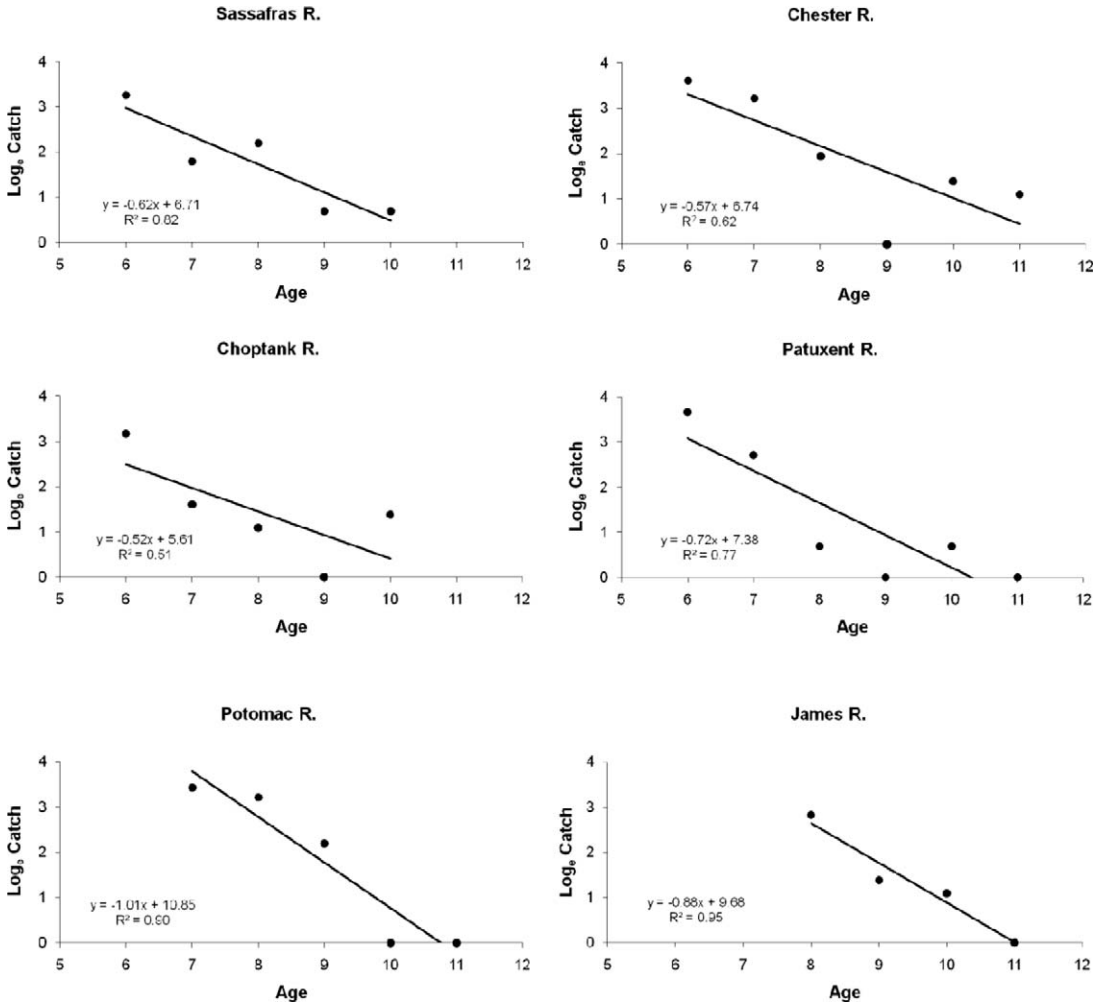 Sassafras R.
Chester R.
4
3
2
1
0
Log_e Catch
y = -0.62x + 6.71
R² = 0.82
5 6 7 8 9 10 11 12
Age
4
3
2
1
0
Log_e Catch
y = -0.57x + 6.74
R² = 0.62
5 6 7 8 9 10 11 12
Age
Choptank R.
Patuxent R.
4
3
2
1
0
Log_e Catch
y = -0.52x + 5.61
R² = 0.51
5 6 7 8 9 10 11 12
Age
4
3
2
1
0
Log_e Catch
y = -0.72x + 7.38
R² = 0.77
5 6 7 8 9 10 11 12
Age
Potomac R.
James R.
4
3
2
1
0
Log_e Catch
y = -1.01x + 10.85
R² = 0.90
5 6 7 8 9 10 11 12
Age
4
3
2
1
0
Log_e Catch
y = -0.88x + 9.68
R² = 0.95
5 6 7 8 9 10 11 12
Age